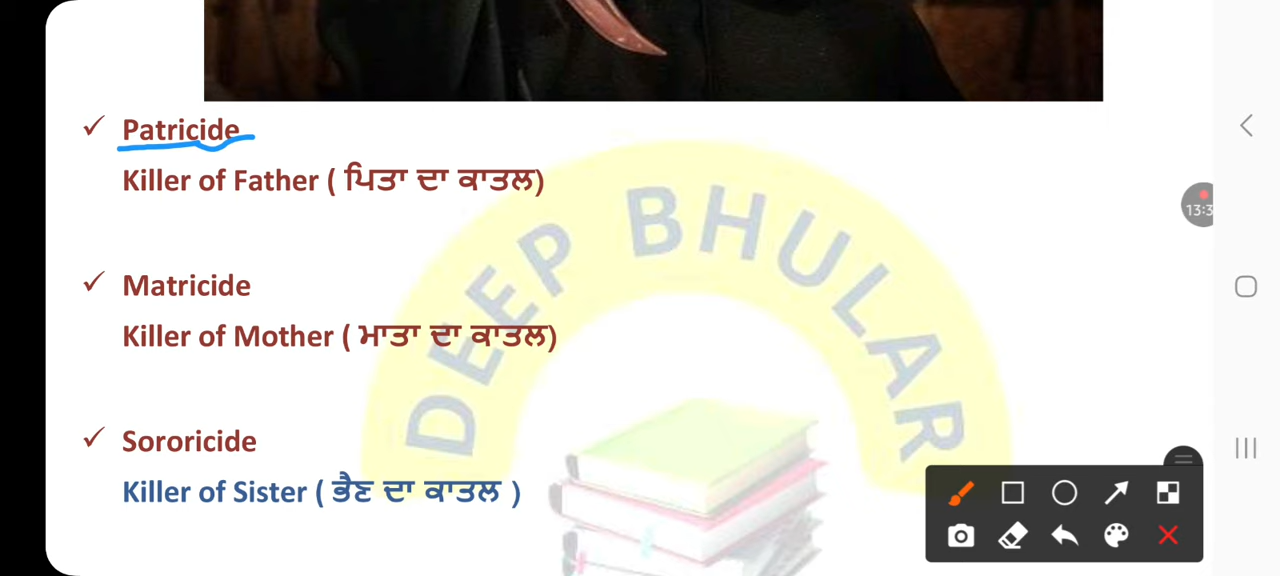 Patricide
Killer of Father ( ਪਿਤਾ ਦਾ ਕਾਤਲ)
Matricide
Killer of Mother ( ਮਾਤਾ ਦਾ ਕਾਤਲ)
Sororicide
Killer of Sister ( ਭੈਣ ਦਾ ਕਾਤਲ )
DEEP BHULAR
13:3